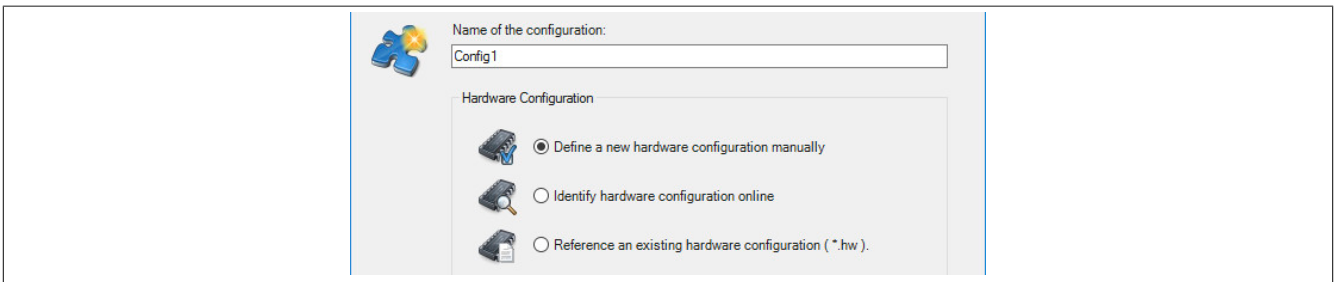 Name of the configuration:
Config1
Hardware Configuration
Define a new hardware configuration manually
Identify hardware configuration online
Reference an existing hardware configuration ( *.hw ).